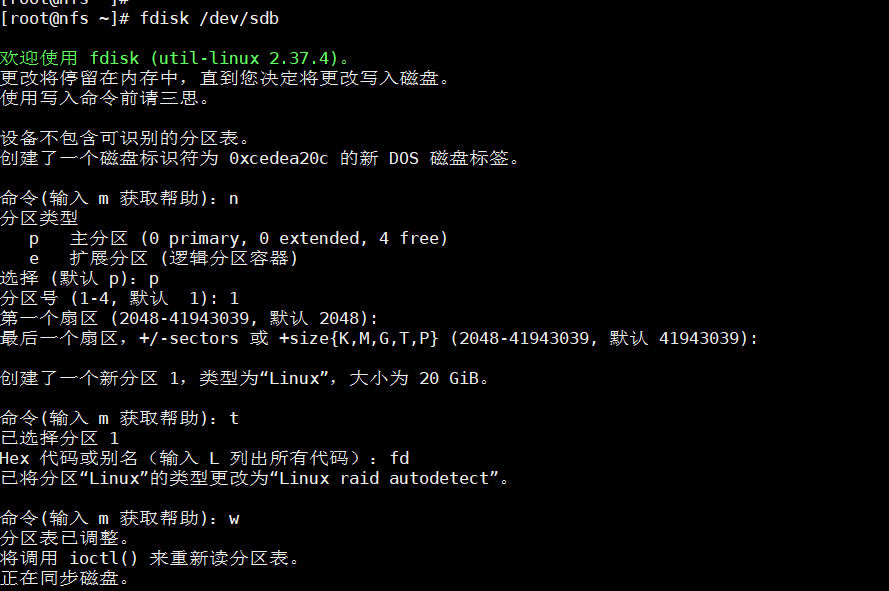 [root@nfs ~]#
[root@nfs ~]# fdisk /dev/sdb
欢迎使用 fdisk (util-linux 2.37.4)。
更改将停留在内存中，直到您决定将更改写入磁盘。
使用写入命令前请三思。
设备不包含可识别的分区表。
创建了一个磁盘标识符为 0xcedea20c 的新 DOS 磁盘标签。
命令(输入 m 获取帮助)：n
分区类型
p 主分区 (0 primary, 0 extended, 4 free)
e 扩展分区 (逻辑分区容器)
选择 (默认 p)：p
分区号 (1-4, 默认 1): 1
第一个扇区 (2048-41943039, 默认 2048):
最后一个扇区，+/-sectors 或 +size{K,M,G,T,P} (2048-41943039, 默认 41943039):
创建了一个新分区 1，类型为“Linux”，大小为 20 GiB。
命令(输入 m 获取帮助)：t
已选择分区 1
Hex 代码或别名（输入 L 列出所有代码）：fd
已将分区“Linux”的类型更改为“Linux raid autodetect”。
命令(输入 m 获取帮助)：w
分区表已调整。
将调用 ioctl() 来重新读分区表。
正在同步磁盘。